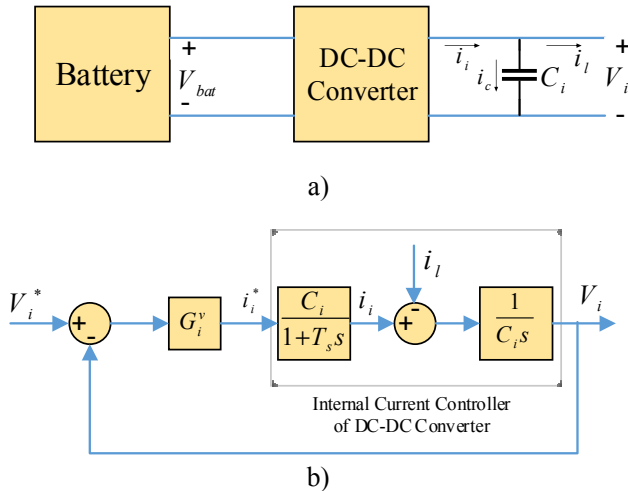 Battery
+
V_bat
-
DC-DC
Converter
i_i
i_c
C_i
i_l
+
V_i
-
a)
V_i^*
+
-
G_i^v
i_i^*
C_i
1+T_s s
i_i
i_l
+
-
1
C_i s
V_i
Internal Current Controller
of DC-DC Converter
b)